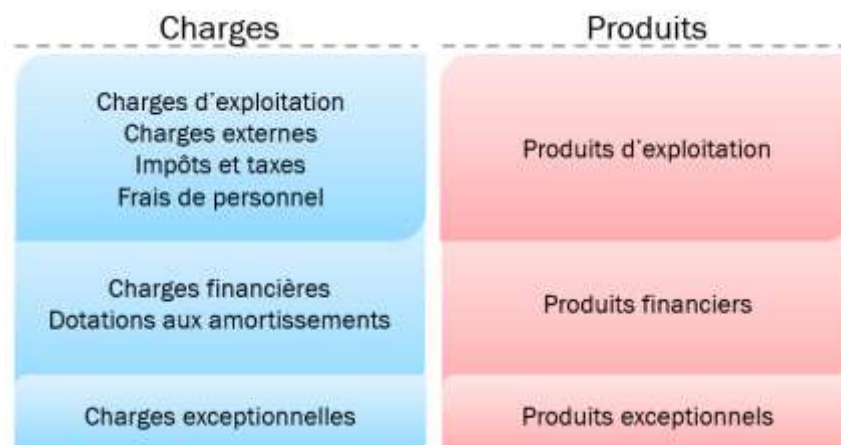 Charges
Produits
Charges d'exploitation
Charges externes
Impôts et taxes
Frais de personnel
Produits d'exploitation
Charges financières
Dotations aux amortissements
Produits financiers
Charges exceptionnelles
Produits exceptionnels